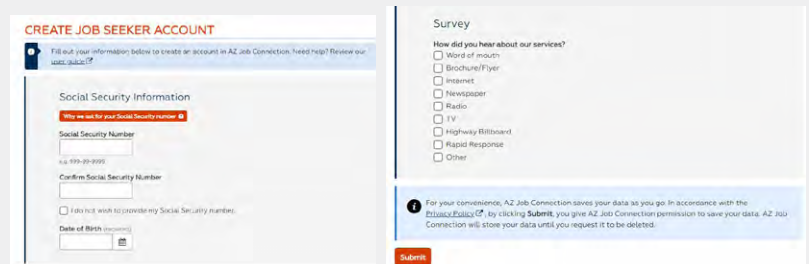 CREATE JOB SEEKER ACCOUNT
Fill out your information below to create an account in AZ Job Connection. Need help? Review our
user guide
Social Security Information
Why we ask for your Social Security number
Social Security Number
e.g. 999-99-9999
Confirm Social Security Number
I do not wish to provide my Social Security number.
Date of Birth (required)
Survey
How did you hear about our services?
Word of mouth
Brochure/Flyer
Internet
Newspaper
Radio
TV
Highway Billboard
Rapid Response
Other
For your convenience, AZ Job Connection saves your data as you go. In accordance with the
Privacy Policy, by clicking Submit, you give AZ Job Connection permission to save your data. AZ Job
Connection will store your data until you request it to be deleted.
Submit